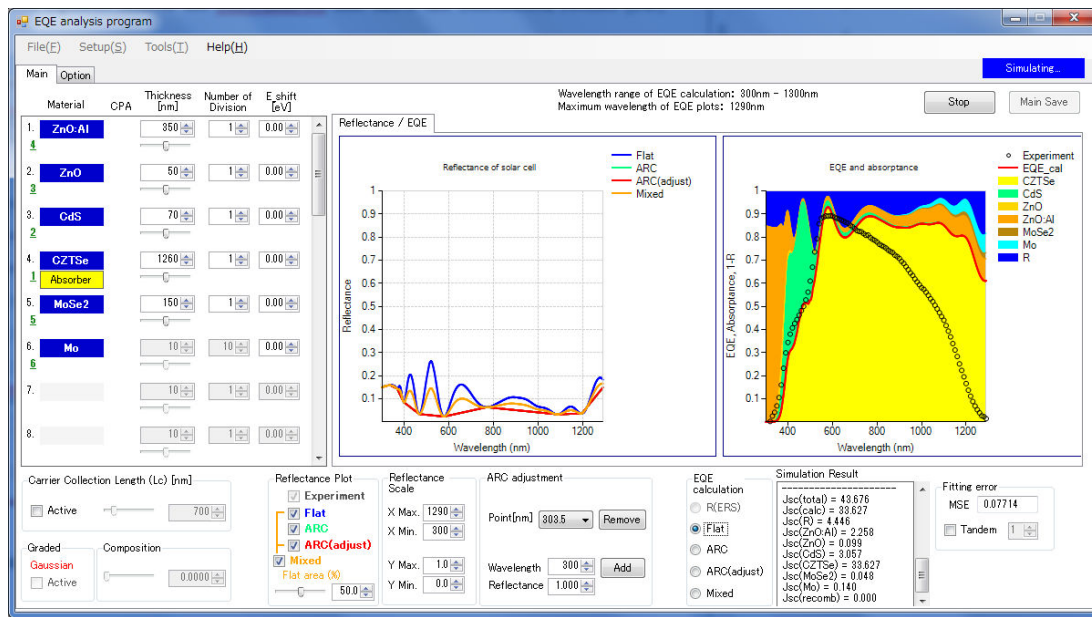 EQE analysis program
File(F) Setup(S) Tools(T) Help(H)
Simulating...
Main Option
Wavelength range of EQE calculation: 300nm - 1300nm
Maximum wavelength of EQE plots: 1290nm
Stop
Main Save
Material CPA Thickness [nm] Number of Division E shift [eV]
1. ZnO:Al 350 1 0.00
4
2. ZnO 50 1 0.00
3
3. CdS 70 1 0.00
2
4. CZTSe 1260 1 0.00
1 Absorber
5. MoSe2 150 1 0.00
5
6. Mo 10 10 0.00
6
7. 10 1 0.00
8. 10 1 0.00
Reflectance / EQE
Reflectance of solar cell
Flat
ARC
ARC(adjust)
Mixed
Reflectance
1
0.9
0.8
0.7
0.6
0.5
0.4
0.3
0.2
0.1
400 600 800 1000 1200
Wavelength (nm)
EQE and absorptance
Experiment
EQE_cal
CZTSe
CdS
ZnO
ZnO:Al
MoSe2
Mo
R
EQE, Absorptance, 1-R
1
0.9
0.8
0.7
0.6
0.5
0.4
0.3
0.2
0.1
400 600 800 1000 1200
Wavelength (nm)
Carrier Collection Length (Lc) [nm]
Active 700
Graded
Gaussian
Active
Composition
0.0000
Reflectance Plot
Experiment
Flat
ARC
ARC(adjust)
Mixed
Flat area (%)
50.0
Reflectance Scale
X Max. 1290
X Min. 300
Y Max. 1.0
Y Min. 0.0
ARC adjustment
Point[nm] 303.5 Remove
Wavelength 300 Add
Reflectance 1.000
EQE calculation
R(ERS)
Flat
ARC
ARC(adjust)
Mixed
Simulation Result
--------------------
Jsc(total) = 43.676
Jsc(calc) = 33.627
Jsc(R) = 4.446
Jsc(ZnO:Al) = 2.258
Jsc(ZnO) = 0.099
Jsc(CdS) = 3.057
Jsc(CZTSe) = 33.627
Jsc(MoSe2) = 0.048
Jsc(Mo) = 0.140
Jsc(recomb) = 0.000
Fitting error
MSE 0.07714
Tandem 1